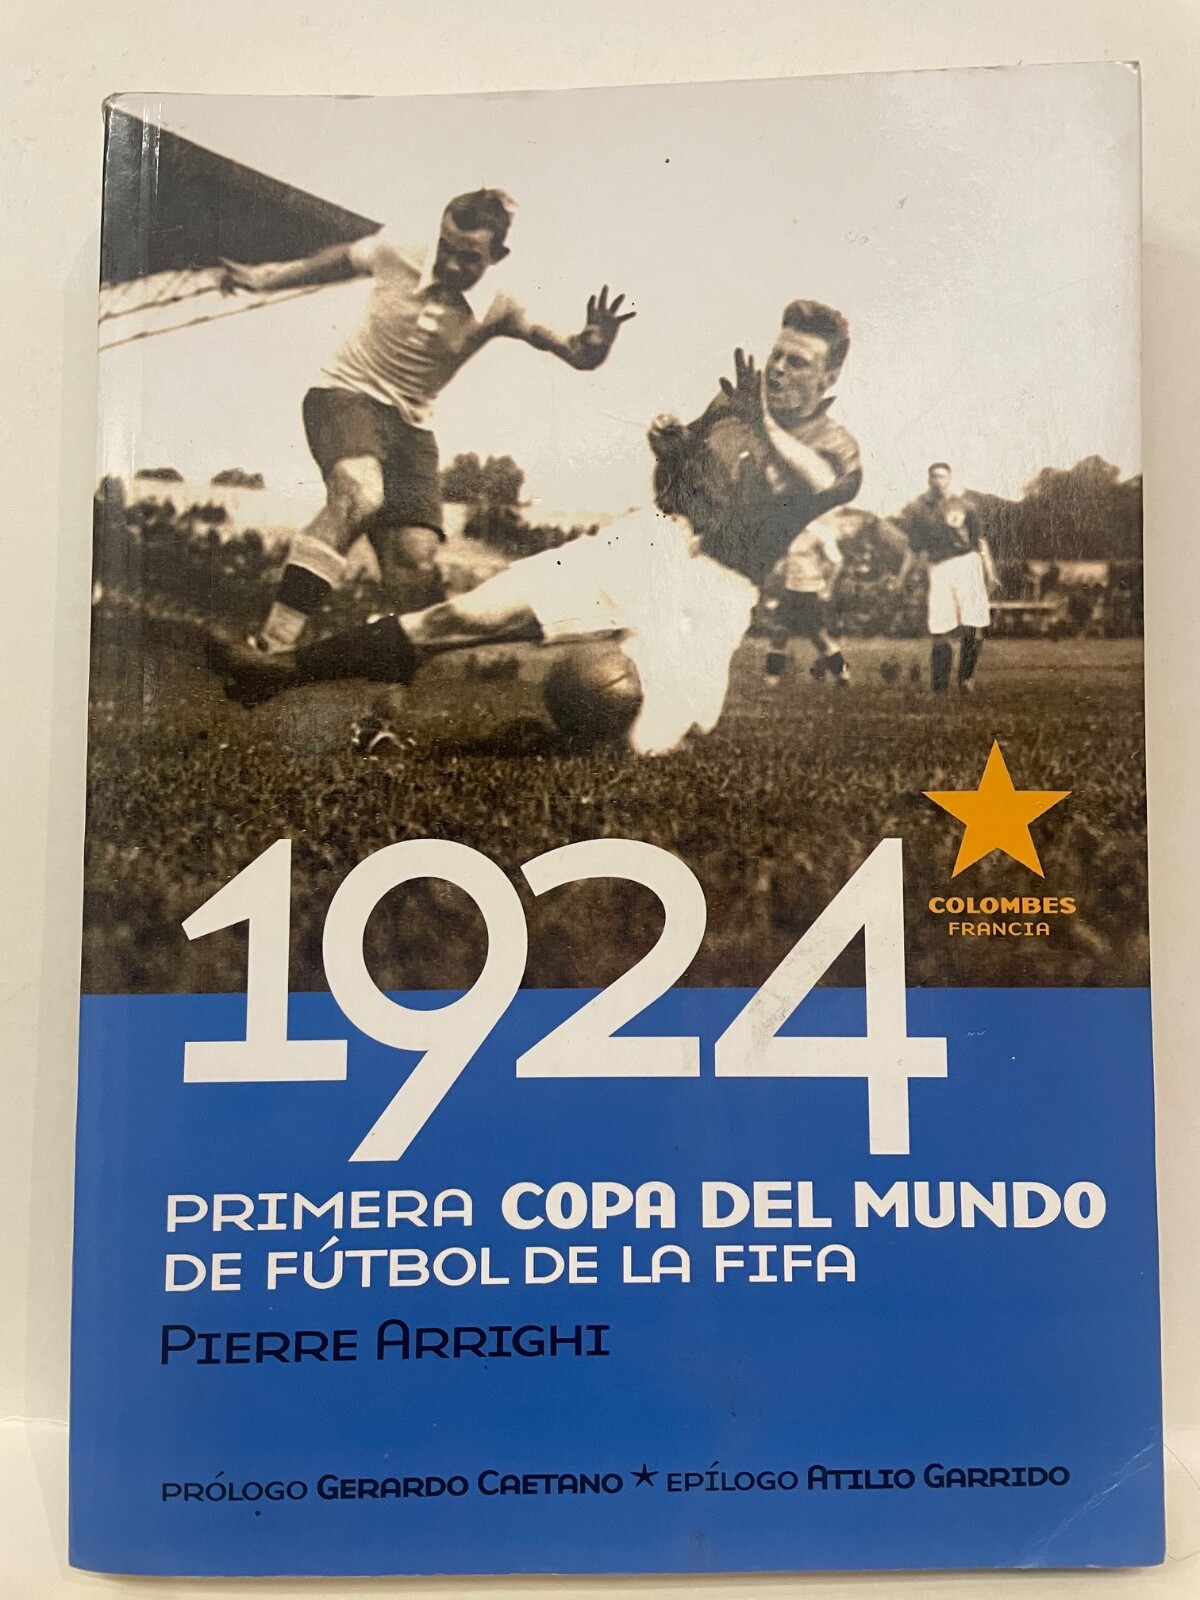 COLOMBES
FRANCIA
1924
PRIMERA COPA DEL MUNDO
DE FÚTBOL DE LA FIFA
PIERRE ARRIGHI
PRÓLOGO GERARDO CAETANO ★ EPÍLOGO ATILIO GARRIDO